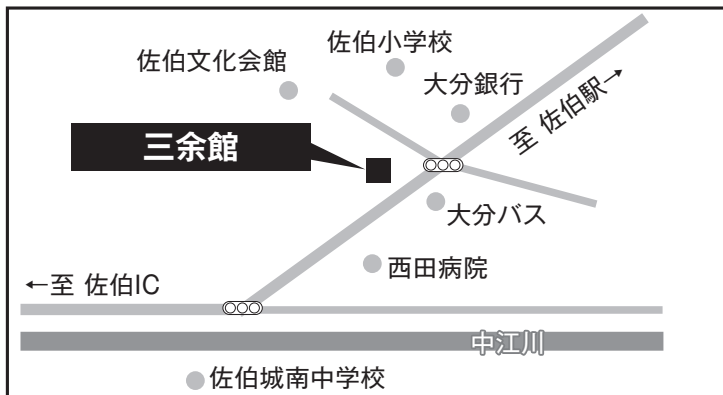 佐伯小学校
佐伯文化会館
大分銀行
至 佐伯駅→
三余館
大分バス
西田病院
←至 佐伯IC
中江川
佐伯城南中学校